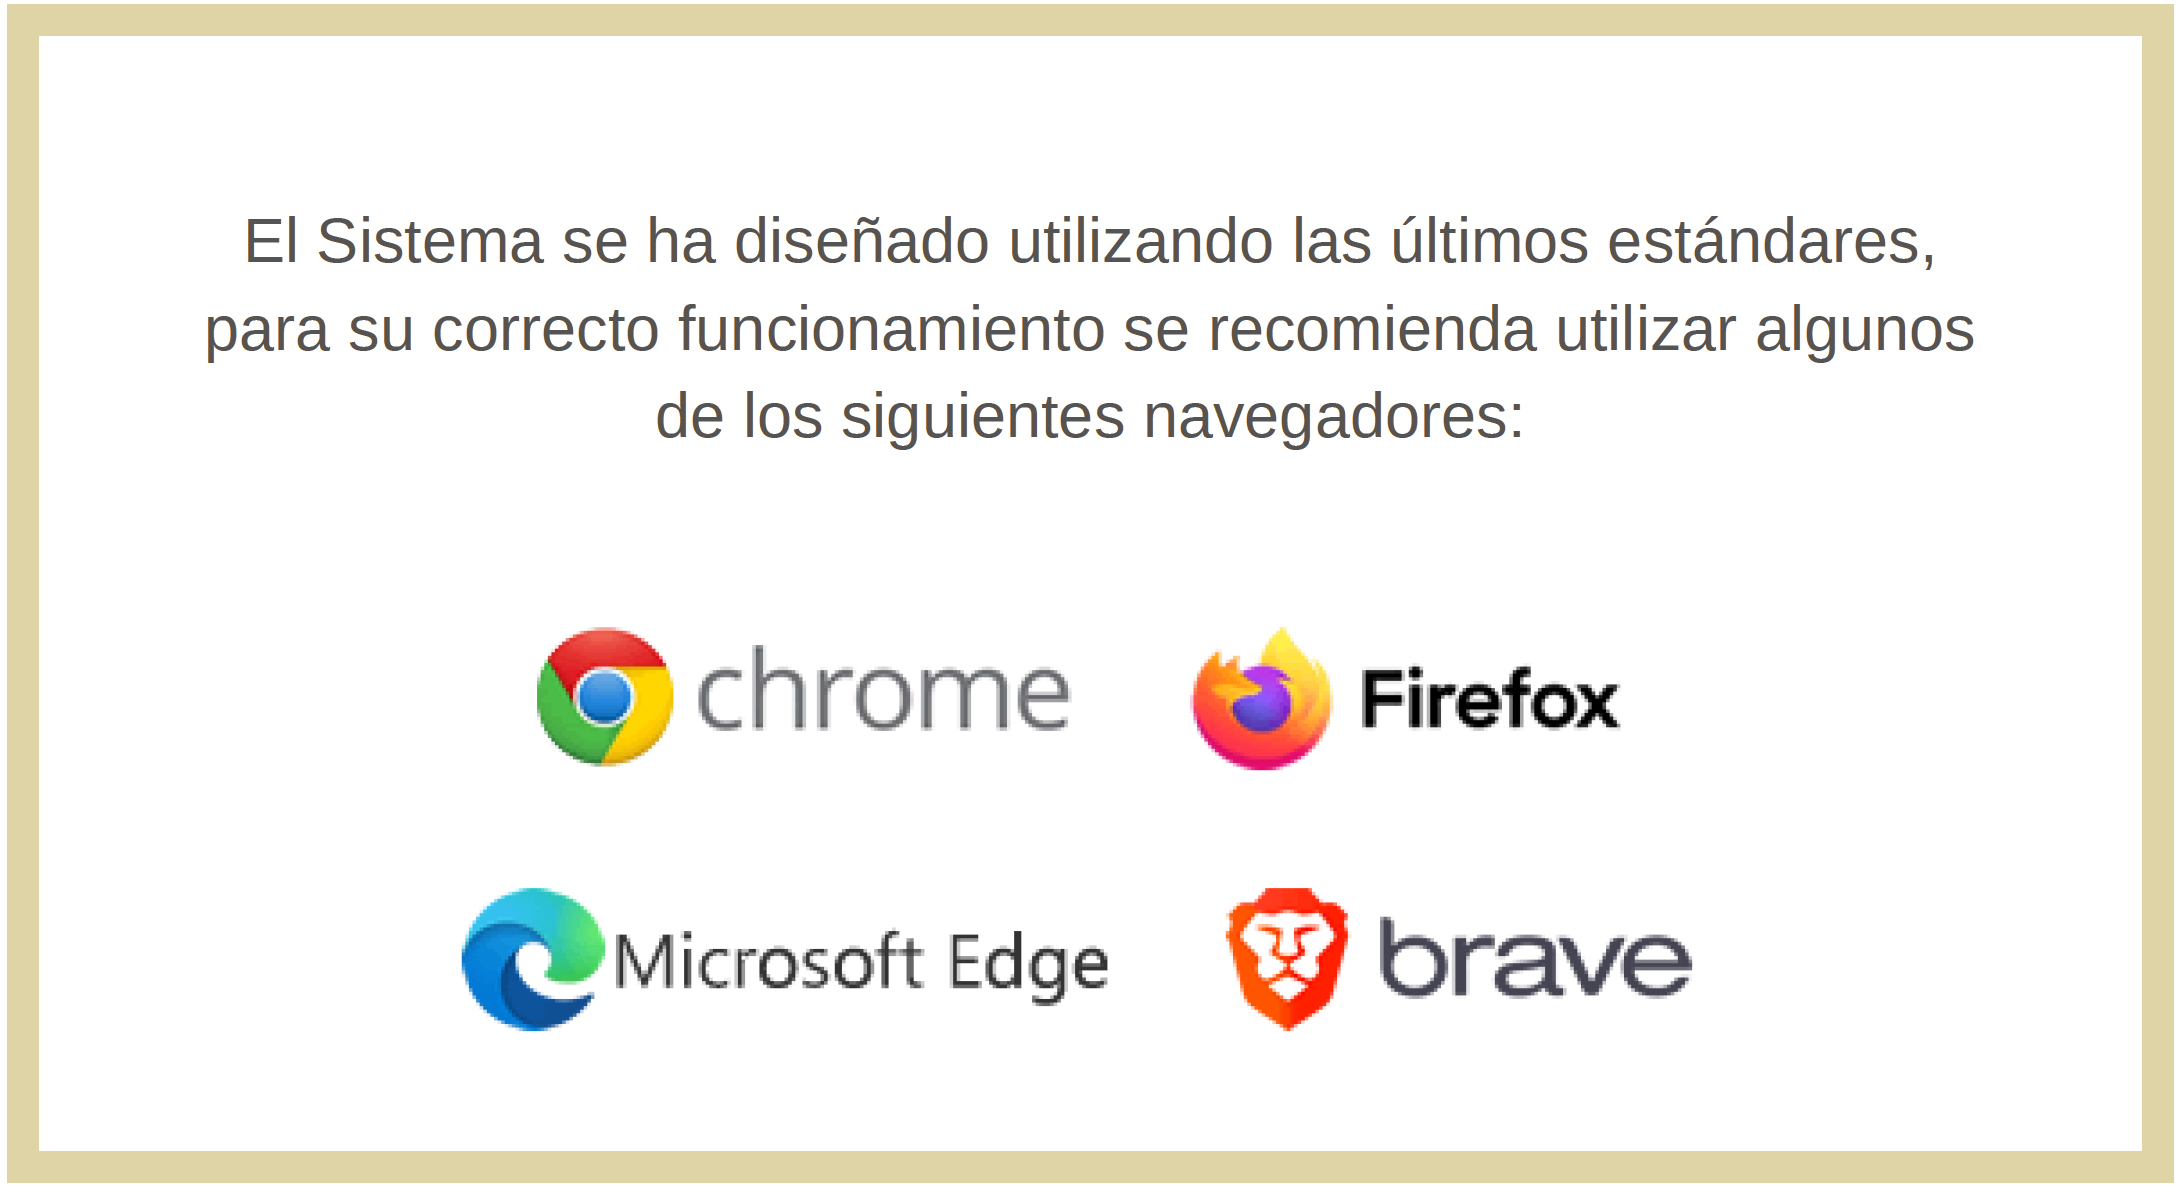 El Sistema se ha diseñado utilizando las últimos estándares,
para su correcto funcionamiento se recomienda utilizar algunos
de los siguientes navegadores:
chrome
Firefox
Microsoft Edge
brave